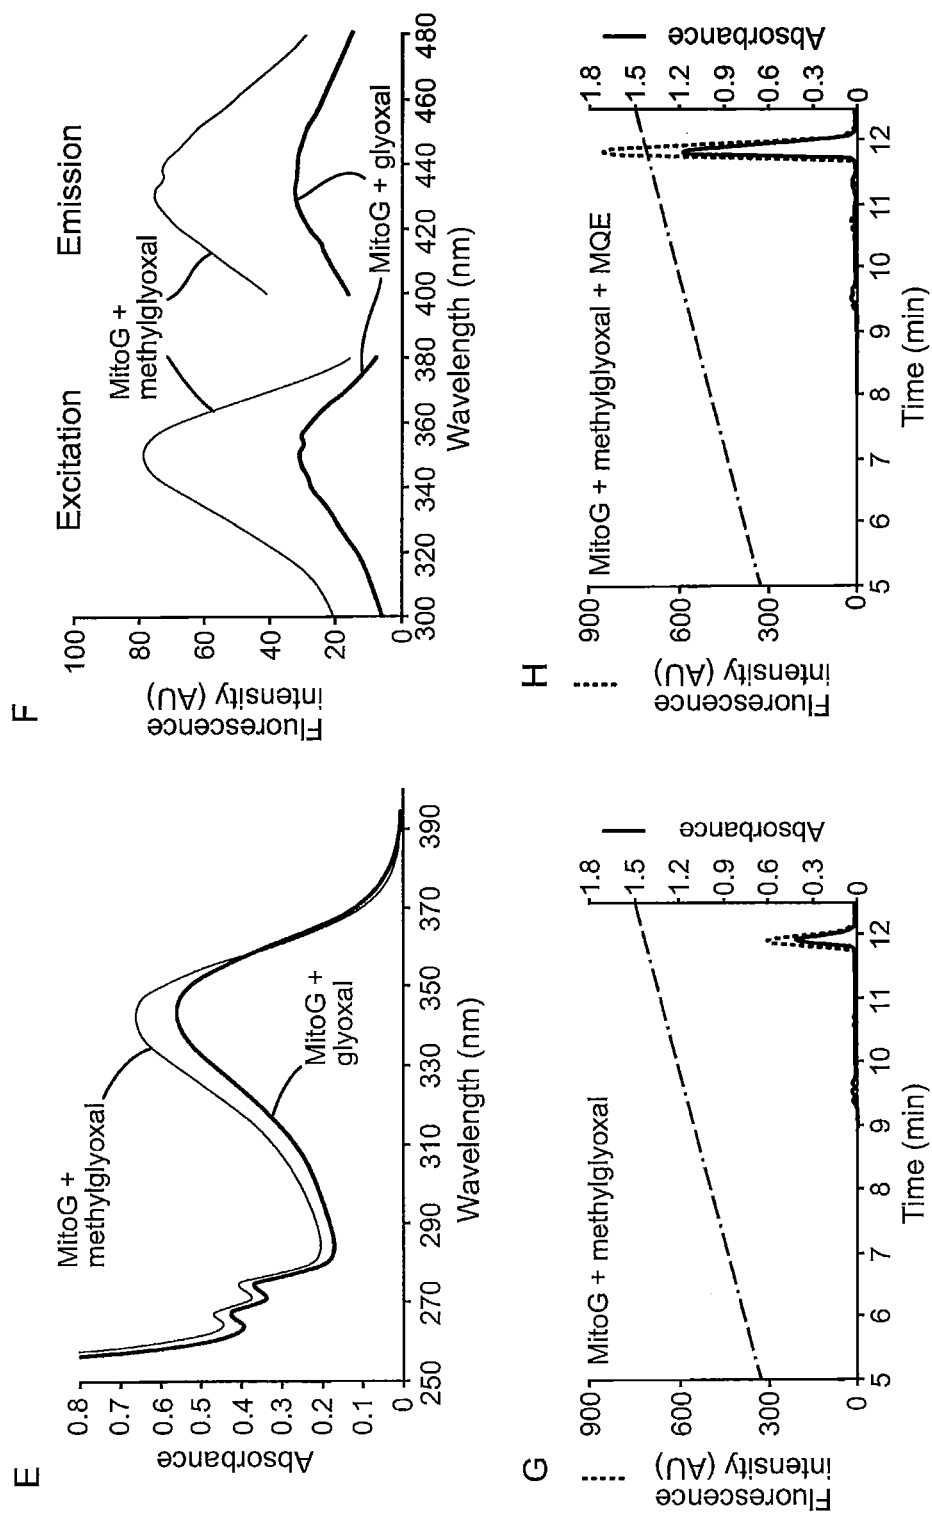 E
Absorbance
0.8
0.7
0.6
0.5
0.4
0.3
0.2
0.1
0
250 270 290 310 330 350 370 390
Wavelength (nm)
MitoG +
methylglyoxal
MitoG +
glyoxal
F
Fluorescence
intensity (AU)
100
80
60
40
20
0
Excitation
Emission
MitoG +
methylglyoxal
MitoG + glyoxal
300 320 340 360 380 400 420 440 460 480
Wavelength (nm)
G
Fluorescence
intensity (AU)
900
600
300
0
MitoG + methylglyoxal
5 6 7 8 9 10 11 12
Time (min)
1.8
1.5
1.2
0.9
0.6
0.3
0
Absorbance
H
Fluorescence
intensity (AU)
900
600
300
0
MitoG + methylglyoxal + MQE
5 6 7 8 9 10 11 12
Time (min)
1.8
1.5
1.2
0.9
0.6
0.3
0
Absorbance